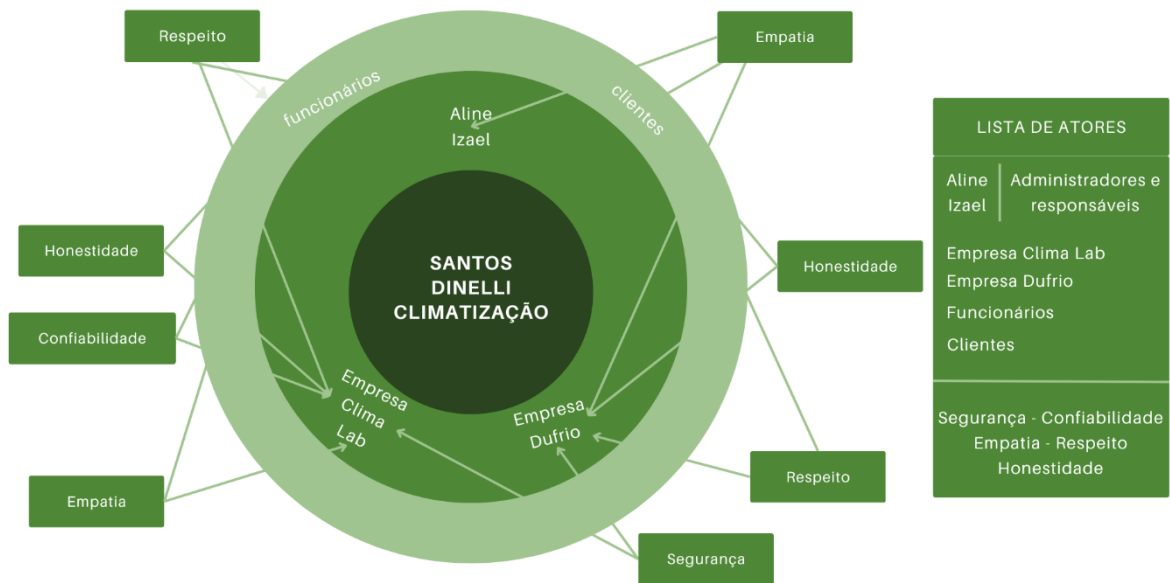 Respeito
Empatia
funcionários
clientes
Aline
Izael
Honestidade
SANTOS
DINELLI
CLIMATIZAÇÃO
Honestidade
Confiabilidade
Empresa
Clima
Lab
Empresa
Dufrio
Empatia
Respeito
Segurança
LISTA DE ATORES
Aline
Izael
Administradores e
responsáveis
Empresa Clima Lab
Empresa Dufrio
Funcionários
Clientes
Segurança - Confiabilidade
Empatia - Respeito
Honestidade